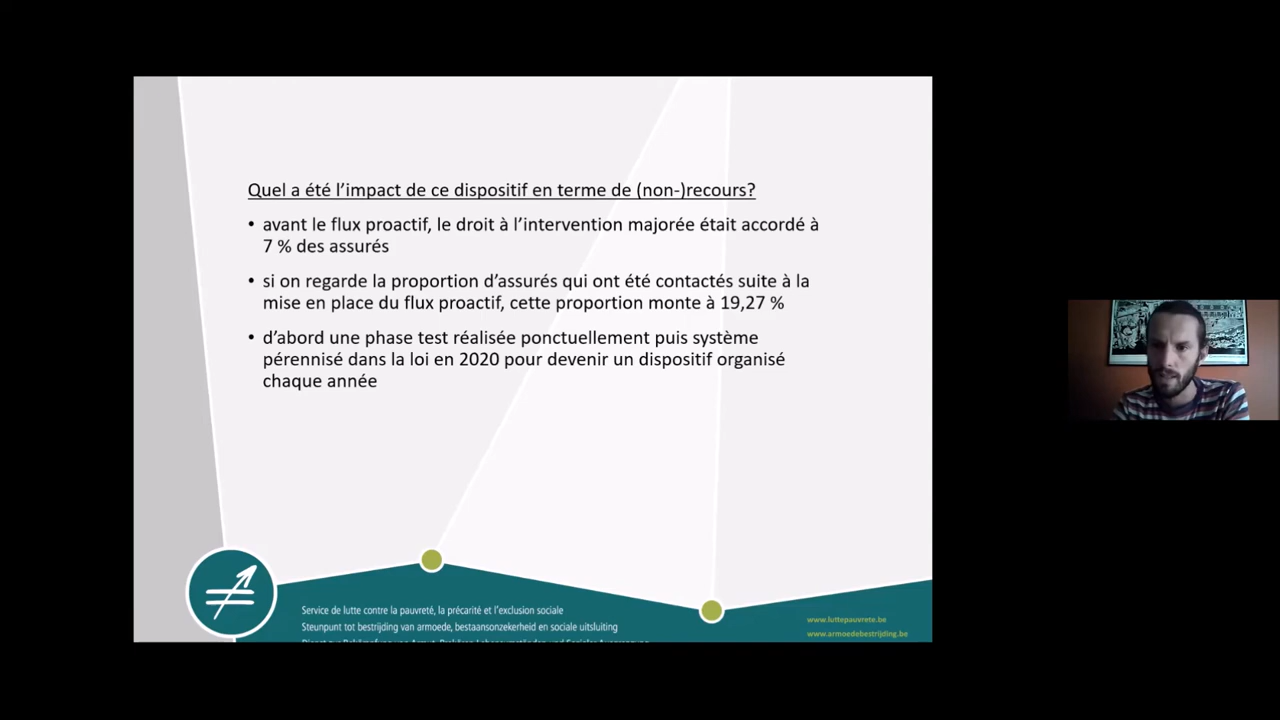 Quel a été l’impact de ce dispositif en terme de (non-)recours?
• avant le flux proactif, le droit à l’intervention majorée était accordé à
7 % des assurés
• si on regarde la proportion d’assurés qui ont été contactés suite à la
mise en place du flux proactif, cette proportion monte à 19,27 %
• d’abord une phase test réalisée ponctuellement puis système
pérennisé dans la loi en 2020 pour devenir un dispositif organisé
chaque année
Service de lutte contre la pauvreté, la précarité et l’exclusion sociale
Steunpunt tot bestrijding van armoede, bestaansonzekerheid en sociale uitsluiting
www.luttepauvrete.be
www.armoedebestrijding.be